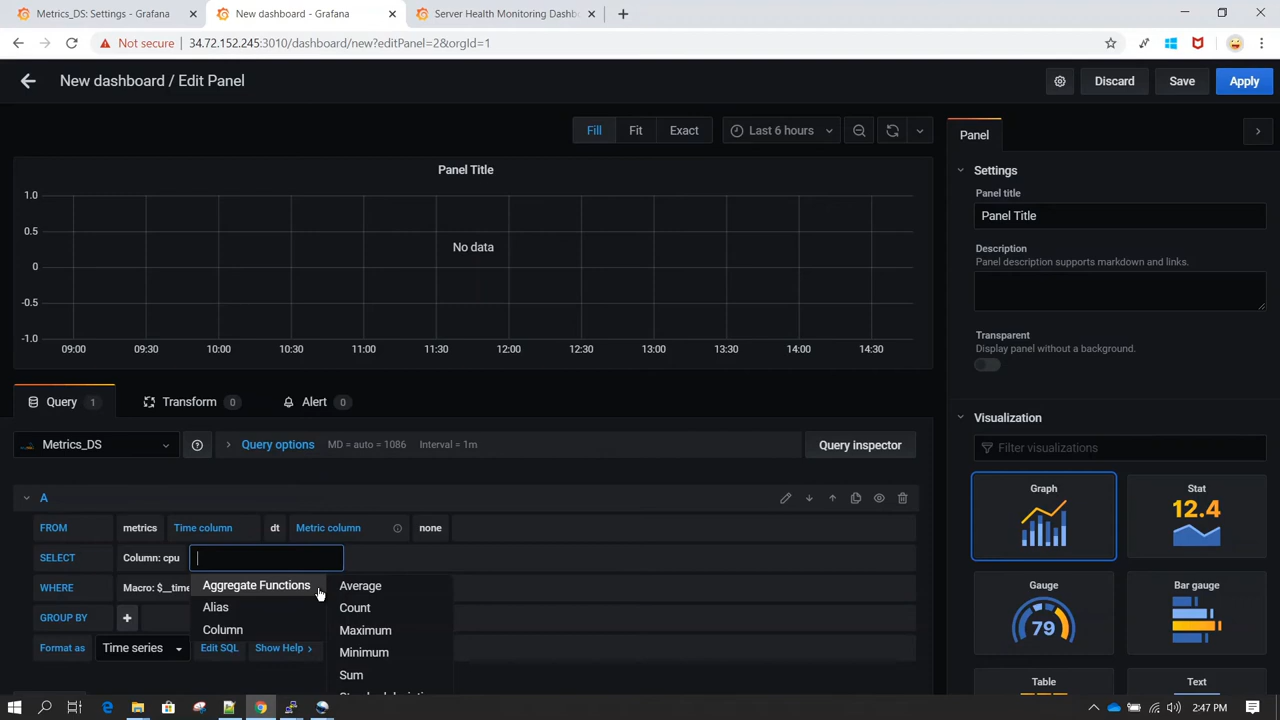 Metrics_DS: Settings - Grafana
New dashboard - Grafana
Server Health Monitoring Dashb
Not secure
34.72.152.245:3010/dashboard/new?editPanel=2&orgId=1
New dashboard / Edit Panel
Discard
Save
Apply
Fill
Fit
Exact
Last 6 hours
Panel
Panel Title
1.0
0.5
0
-0.5
-1.0
No data
09:00
09:30
10:00
10:30
11:00
11:30
12:00
12:30
13:00
13:30
14:00
14:30
Settings
Panel title
Panel Title
Description
Panel description supports markdown and links.
Transparent
Display panel without a background.
Query 1
Transform 0
Alert 0
Metrics_DS
Query options
MD = auto = 1086
Interval = 1m
Query inspector
A
FROM
metrics
Time column
dt
Metric column
none
SELECT
Column: cpu
WHERE
Macro: $__time
GROUP BY
Format as
Time series
Edit SQL
Show Help
Aggregate Functions
Alias
Column
Average
Count
Maximum
Minimum
Sum
Visualization
Filter visualizations
Graph
Stat
12.4
Gauge
79
Bar gauge
Table
Text
2:47 PM